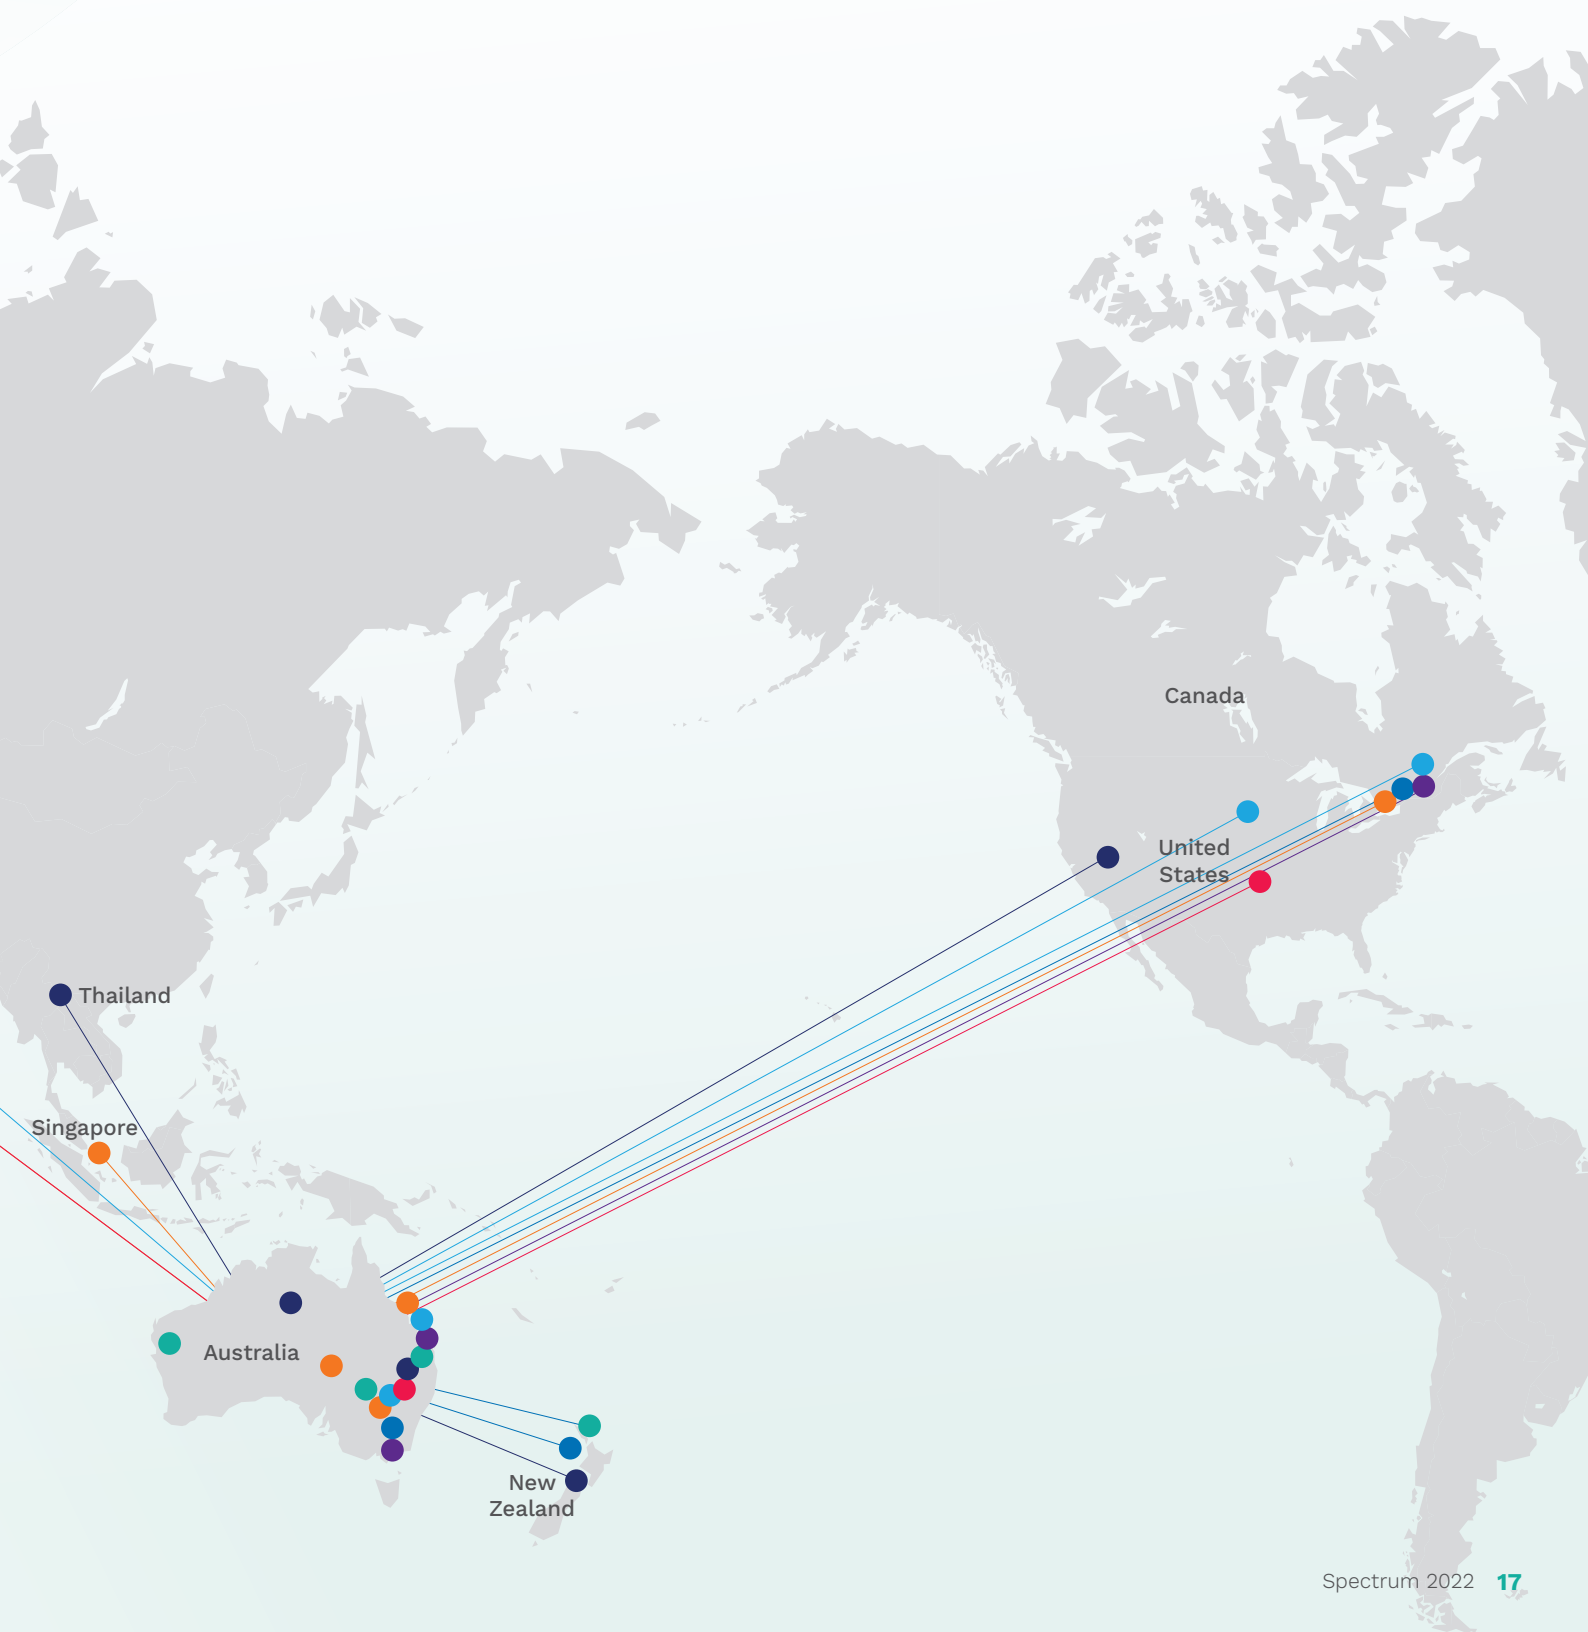 Canada
United
States
Thailand
Singapore
Australia
New
Zealand
Spectrum 2022 17